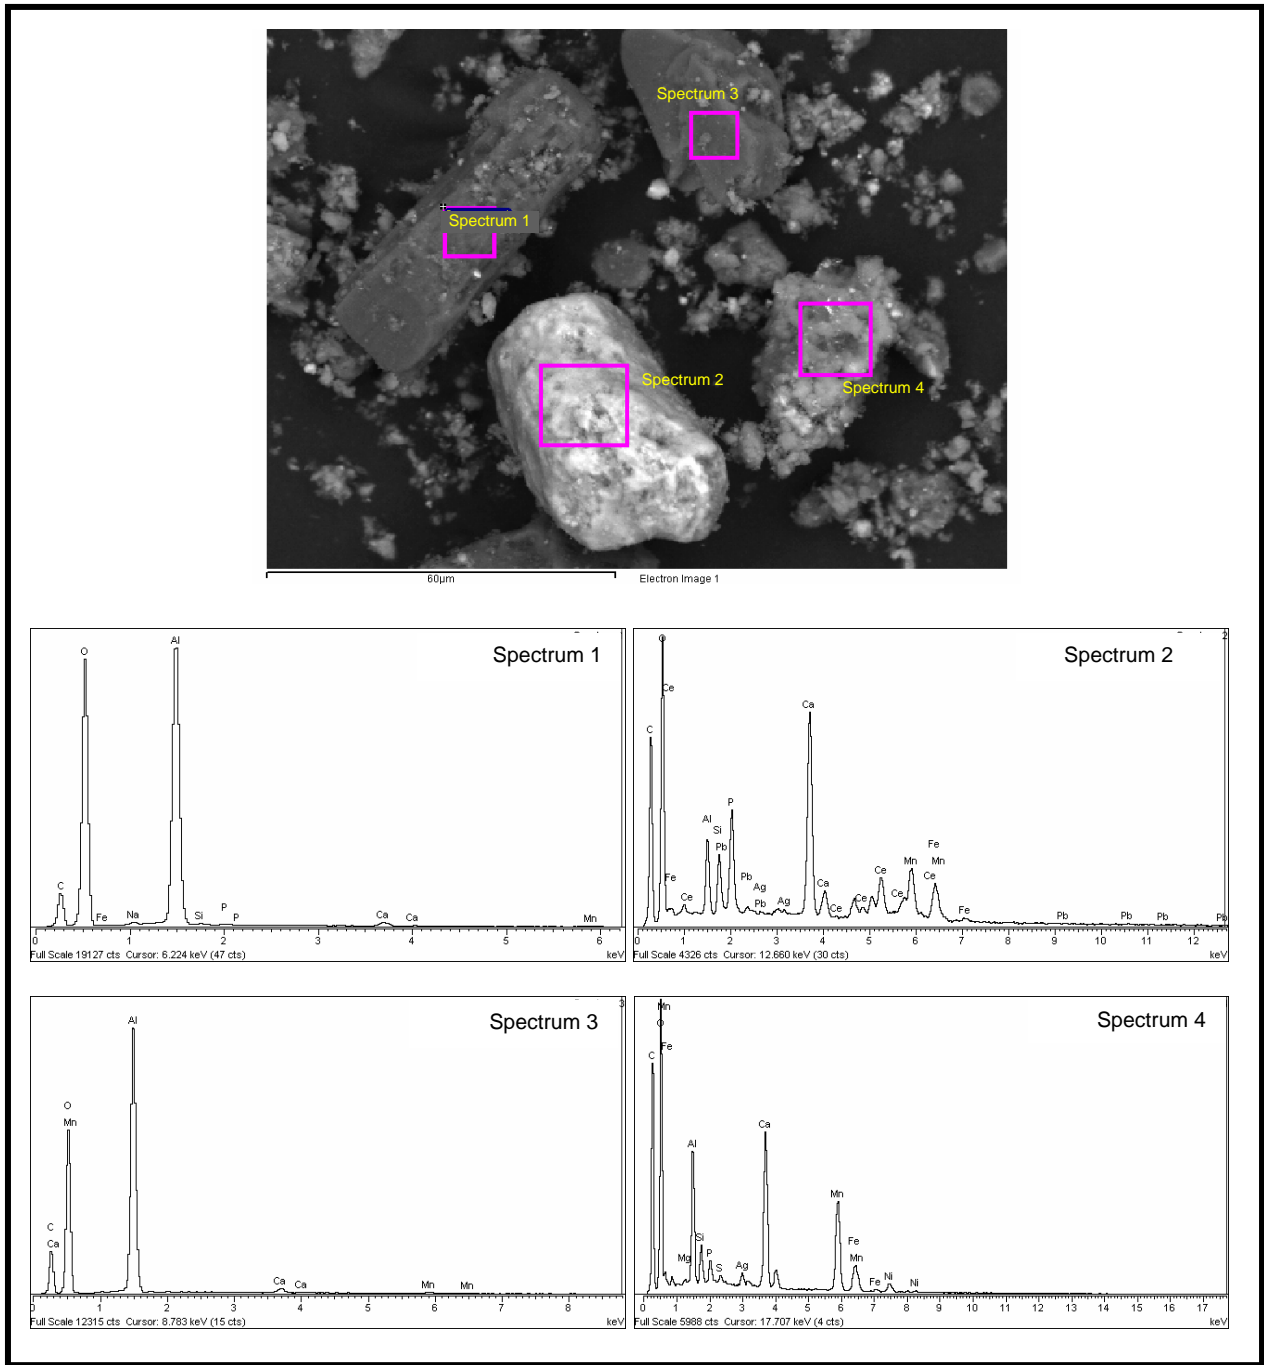 Spectrum 3
Spectrum 1
Spectrum 2
Spectrum 4
60µm
Electron Image 1
Spectrum 1
O
Al
C
Fe
Na
Si
P
P
Ca
Ca
Mn
0 1 2 3 4 5 6
Full Scale 19127 cts Cursor: 6.224 keV (47 cts)
keV
2
Spectrum 2
O
Ce
C
Ca
P
Al
Si
Pb
Fe
Ce
Pb
Pb
Ag
Ag
Ca
Ce
Ce
Ce
Ce
Mn
Fe
Mn
Ce
Fe
Pb
Pb
Pb
Pb
0 1 2 3 4 5 6 7 8 9 10 11 12
Full Scale 4326 cts Cursor: 12.660 keV (30 cts)
keV
3
Spectrum 3
Al
O
Mn
C
Ca
Ca
Ca
Mn
Mn
0 1 2 3 4 5 6 7 8
Full Scale 12315 cts Cursor: 8.783 keV (15 cts)
keV
Spectrum 4
Mn
O
Fe
C
Al
Ca
Mg
Si
P
S
Ag
Mn
Fe
Mn
Fe
Ni
Ni
0 1 2 3 4 5 6 7 8 9 10 11 12 13 14 15 16 17
Full Scale 5988 cts Cursor: 17.707 keV (4 cts)
keV